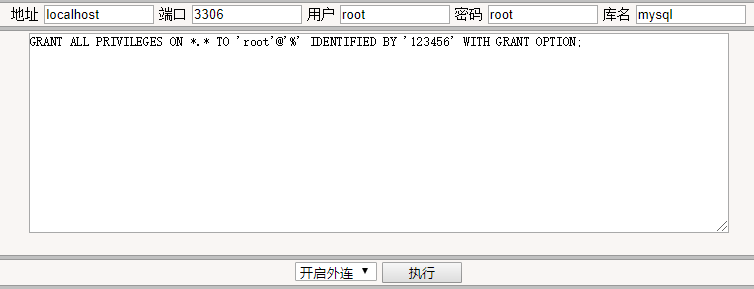 地址 localhost 端口 3306 用户 root 密码 root 库名 mysql
GRANT ALL PRIVILEGES ON *.* TO 'root'@'%' IDENTIFIED BY '123456' WITH GRANT OPTION;
开启外连 ▼ 执行